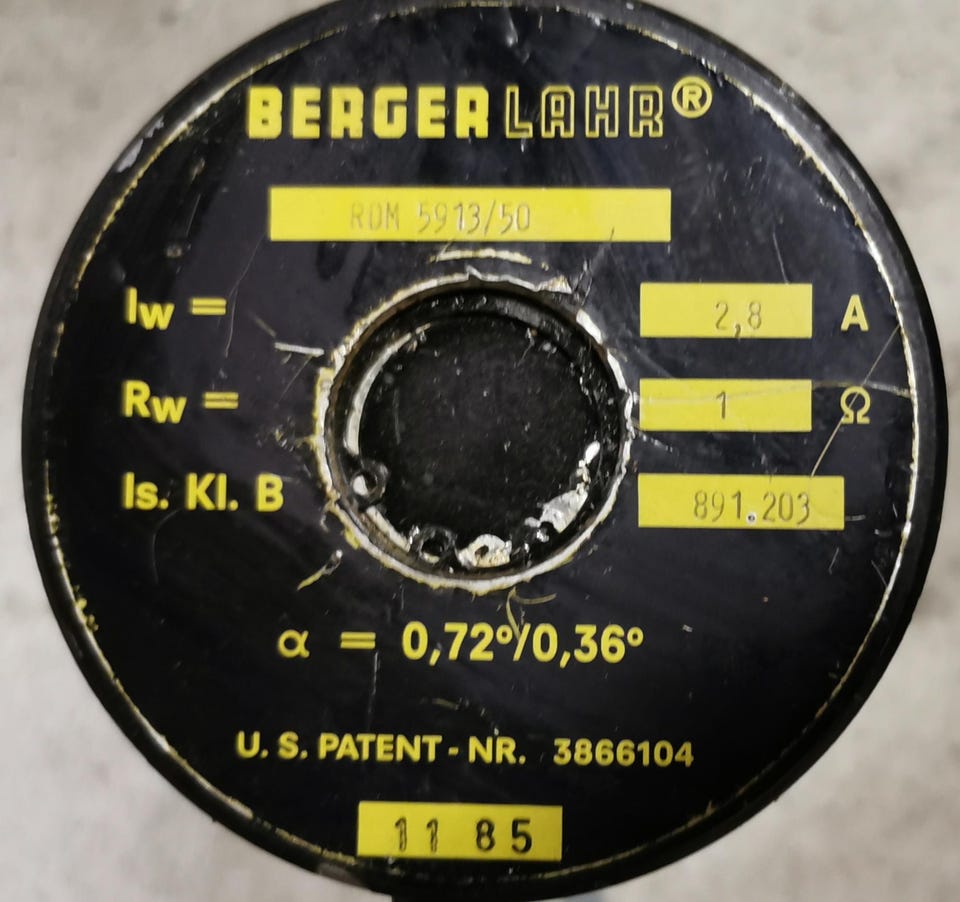 BERGER LAHR®
RDM 5913/50
Iw = 2,8 A
Rw = 1 Ω
Is. Kl. B 891.203
α = 0,72°/0,36°
U. S. PATENT - NR. 3866104
11 85